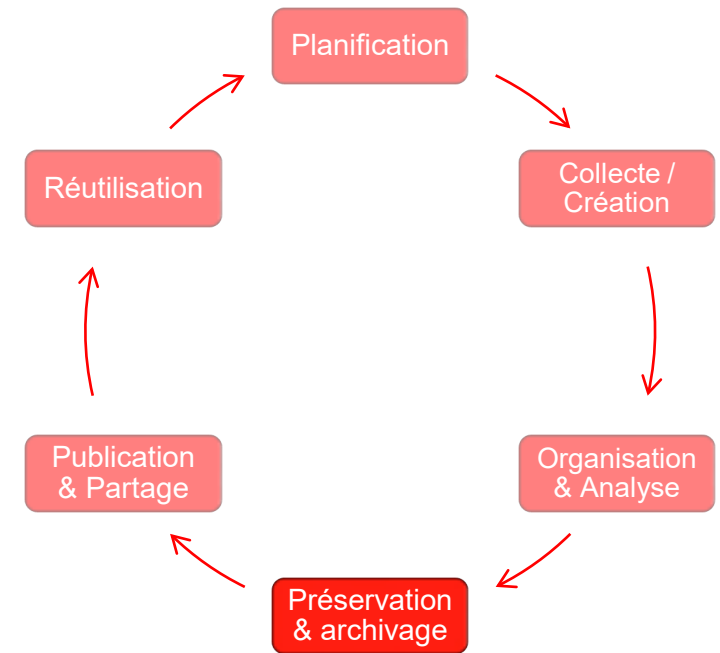 Planification
Collecte /
Création
Organisation
& Analyse
Préservation
& archivage
Publication
& Partage
Réutilisation